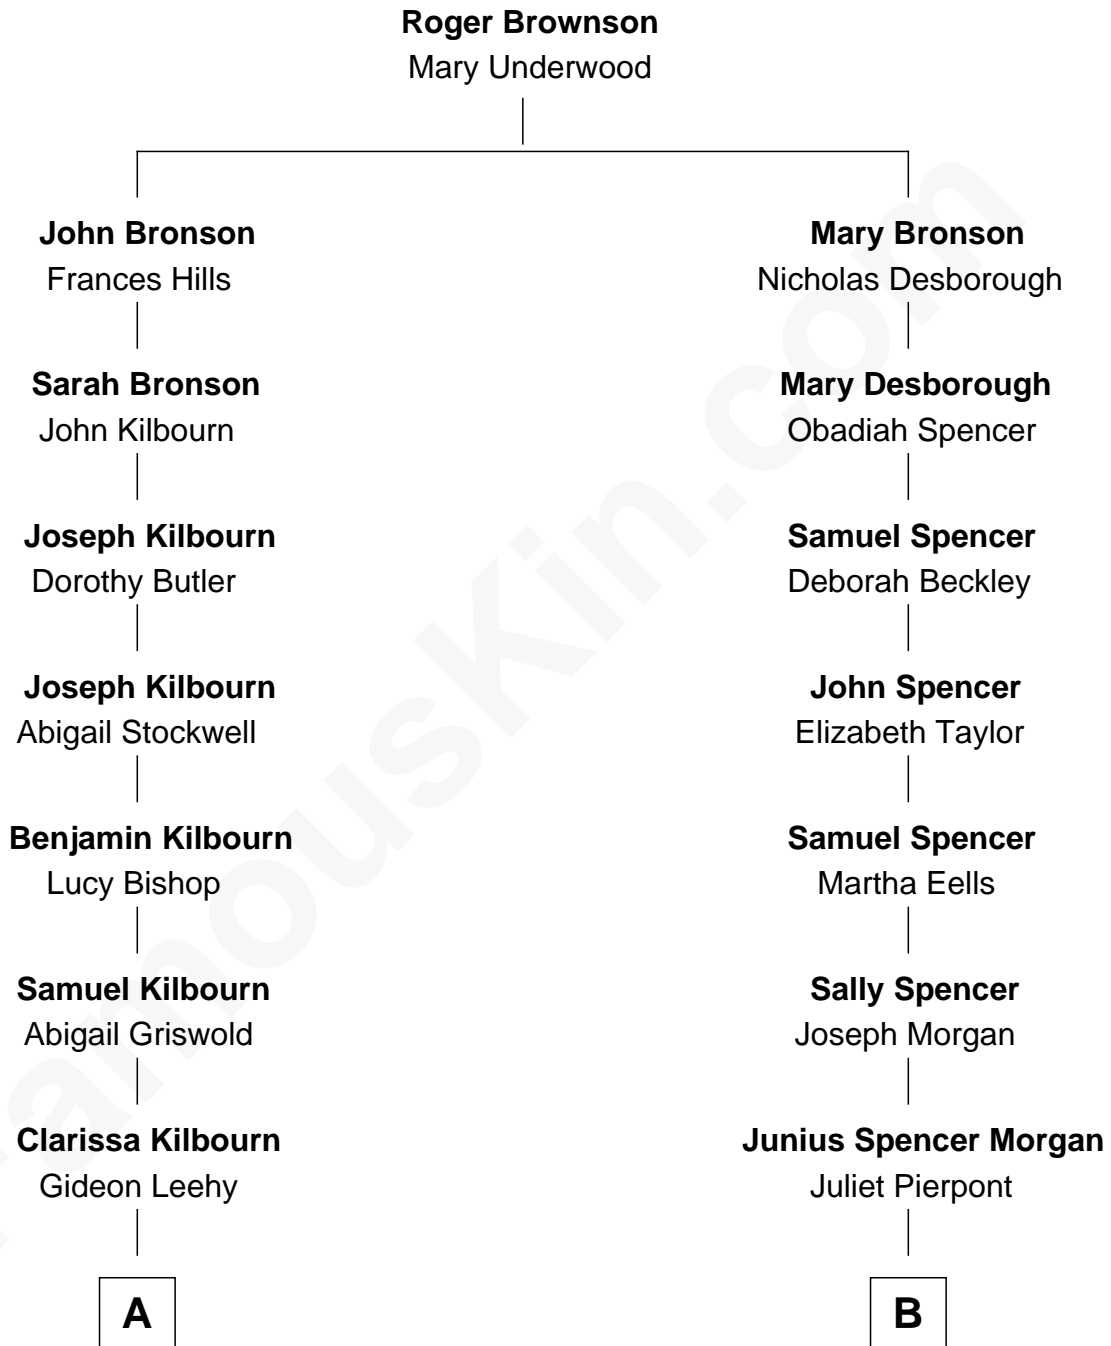 Roger Brownson
Mary Underwood
John Bronson
Frances Hills
Mary Bronson
Nicholas Desborough
Sarah Bronson
John Kilbourn
Mary Desborough
Obadiah Spencer
Joseph Kilbourn
Dorothy Butler
Samuel Spencer
Deborah Beckley
Joseph Kilbourn
Abigail Stockwell
John Spencer
Elizabeth Taylor
Benjamin Kilbourn
Lucy Bishop
Samuel Spencer
Martha Eells
Samuel Kilbourn
Abigail Griswold
Sally Spencer
Joseph Morgan
Clarissa Kilbourn
Gideon Leehy
Junius Spencer Morgan
Juliet Pierpont
A
B
FamousKin.com